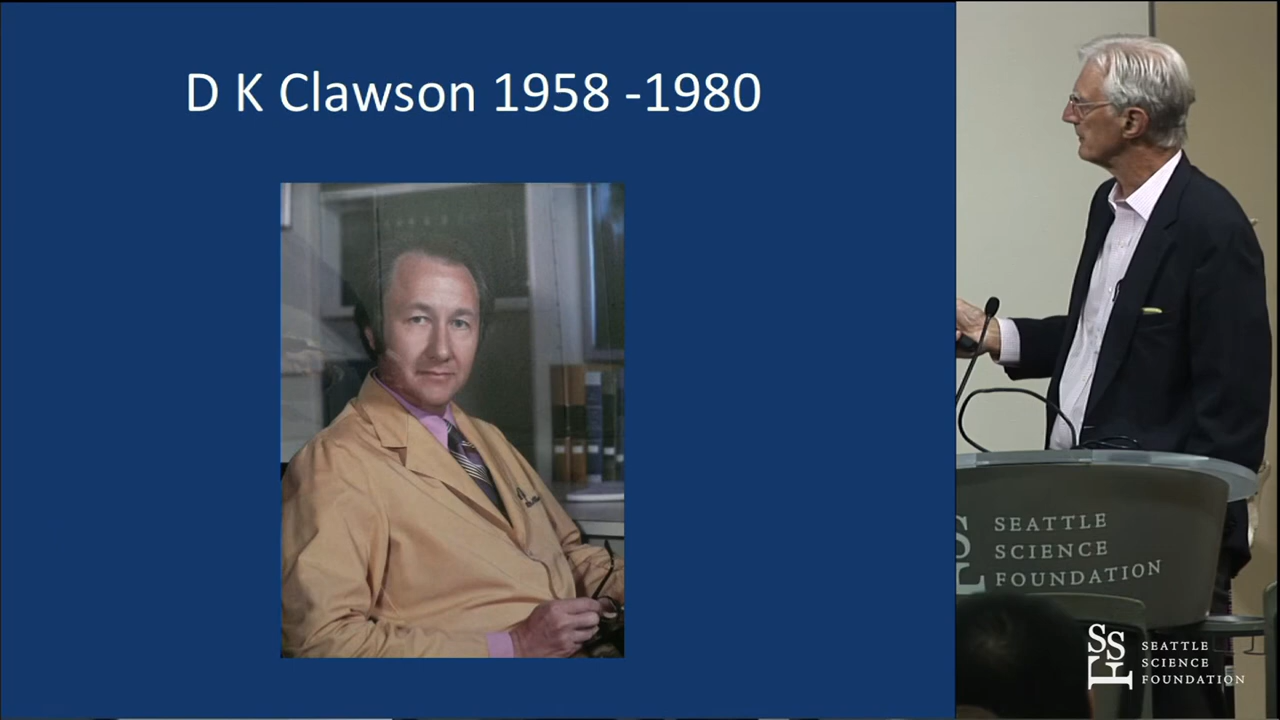 D K Clawson 1958 -1980
SEATTLE
SCIENCE
FOUNDATION
SEATTLE
SCIENCE
FOUNDATION